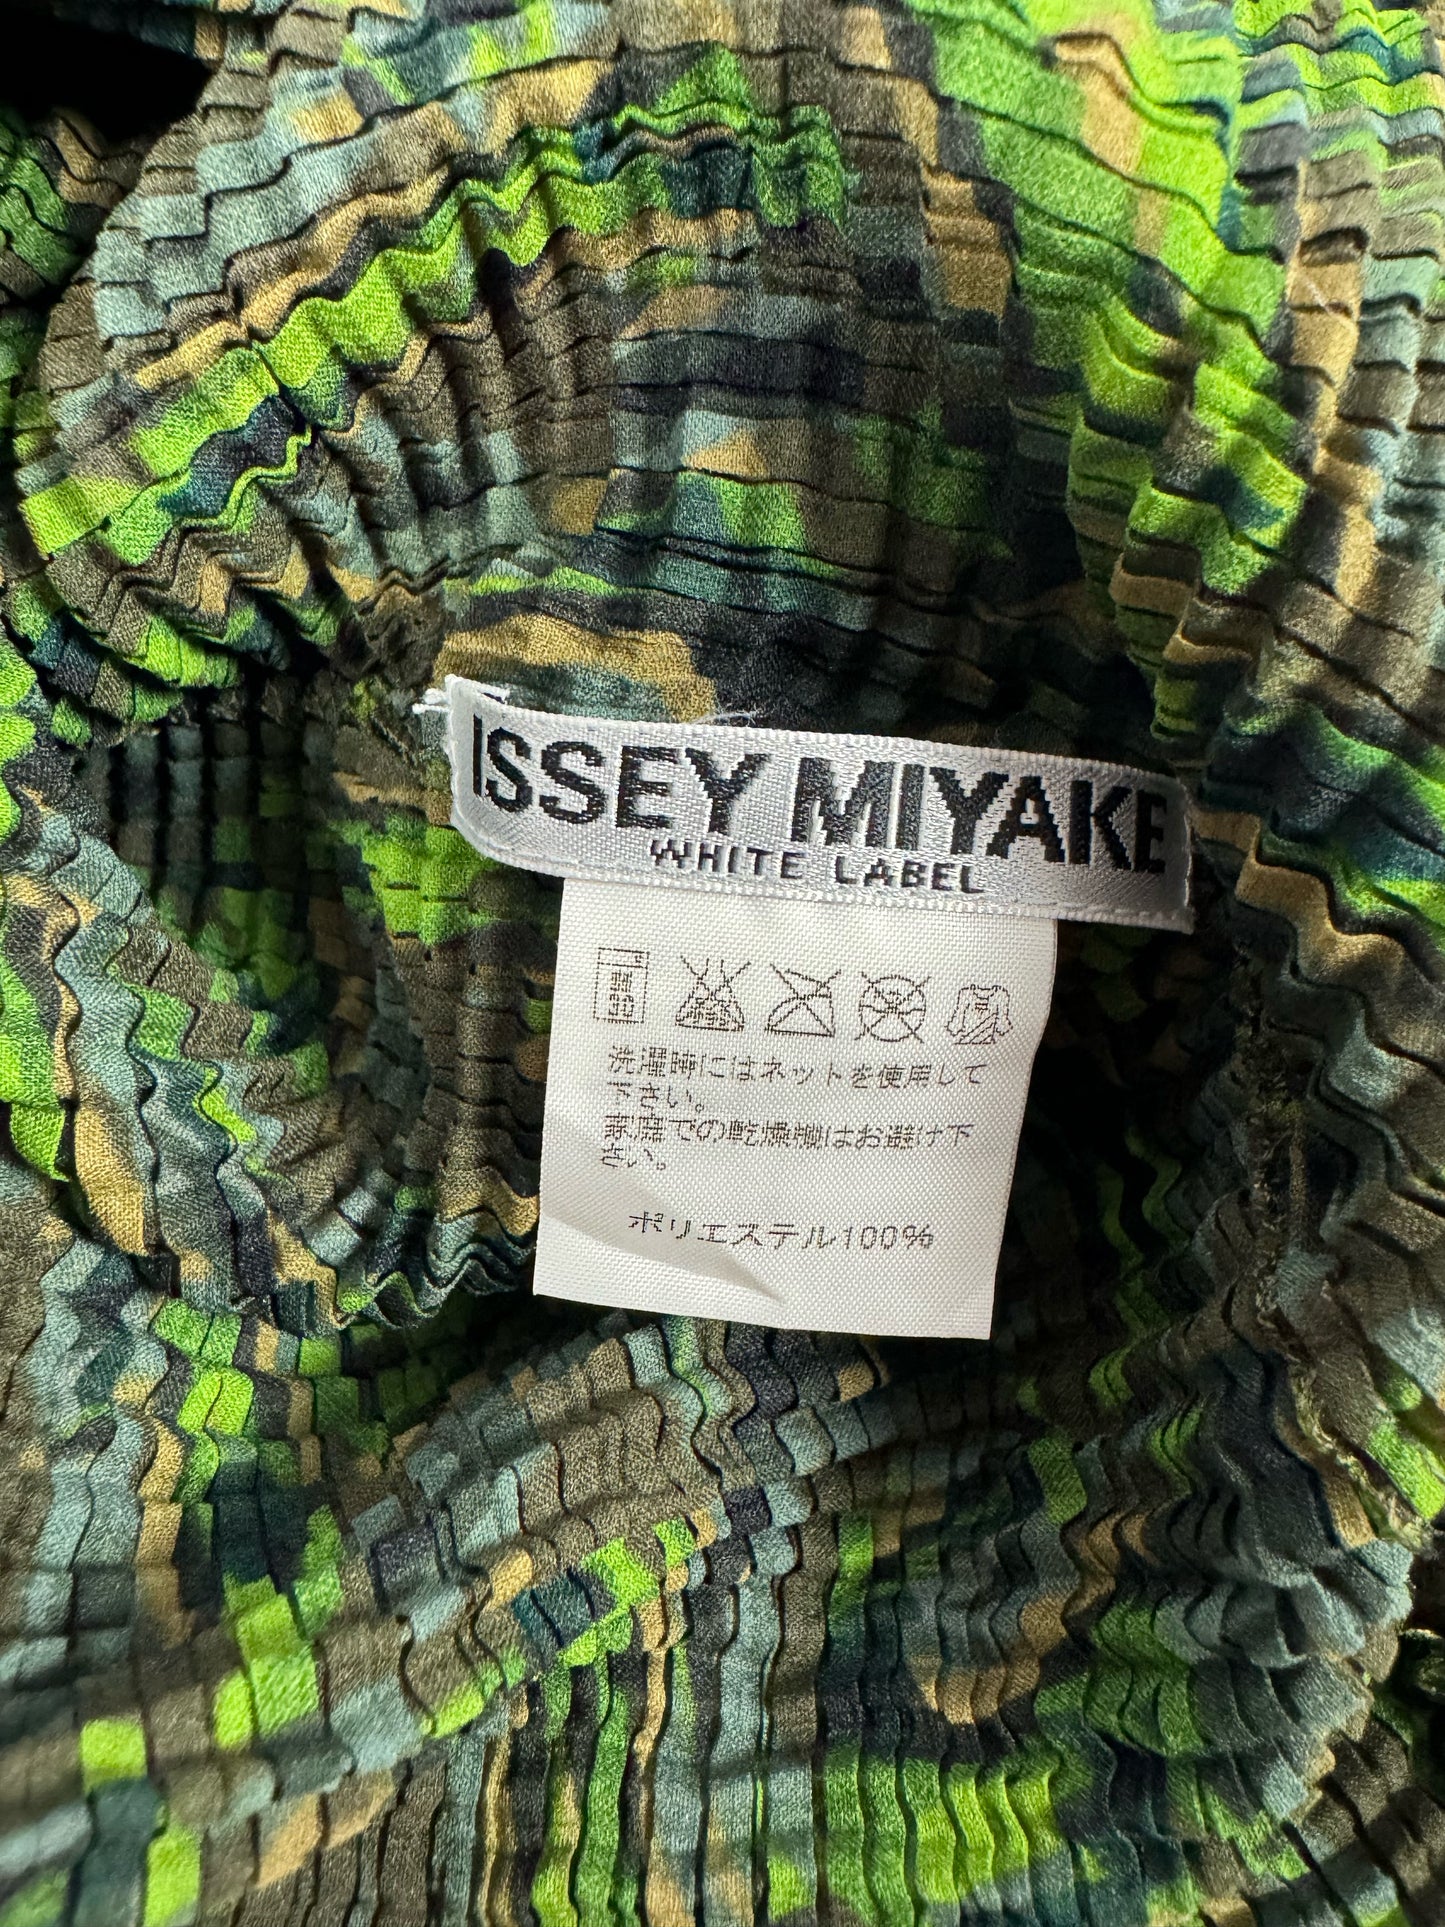 ISSEY MIYAKE
WHITE LABEL
洗濯時にはネットを使用して
下さい。
家庭での乾燥機はお避け下
さい。
ポリエステル100%